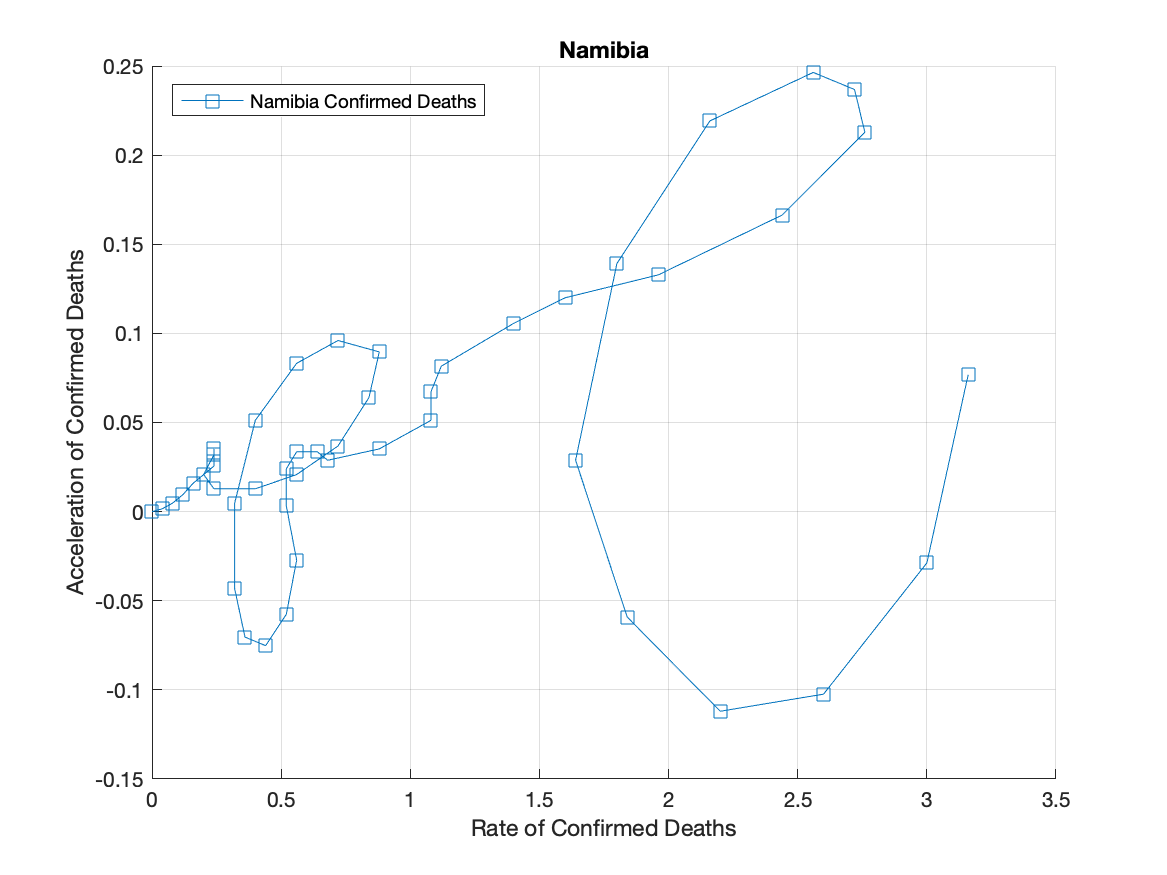 Namibia
Namibia Confirmed Deaths
0.25
0.2
0.15
0.1
0.05
0
-0.05
-0.1
-0.15
Acceleration of Confirmed Deaths
0 0.5 1 1.5 2 2.5 3 3.5
Rate of Confirmed Deaths